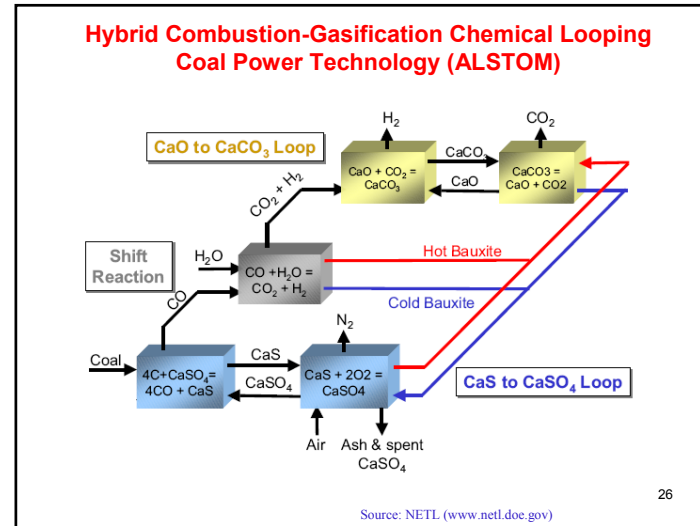 Hybrid Combustion-Gasification Chemical Looping
Coal Power Technology (ALSTOM)
H₂
CO₂
CaO to CaCO₃ Loop
CaO + CO₂ =
CaCO₃
CaCO₃
CaO
CaCO3 =
CaO + CO2
CO₂ + H₂
Shift
Reaction
H₂O
CO +H₂O =
CO₂ + H₂
Hot Bauxite
Cold Bauxite
CO
N₂
Coal
4C+CaSO₄=
4CO + CaS
CaS
CaSO₄
CaS + 2O2 =
CaSO4
CaS to CaSO₄ Loop
Air
Ash & spent
CaSO₄
26
Source: NETL (www.netl.doe.gov)